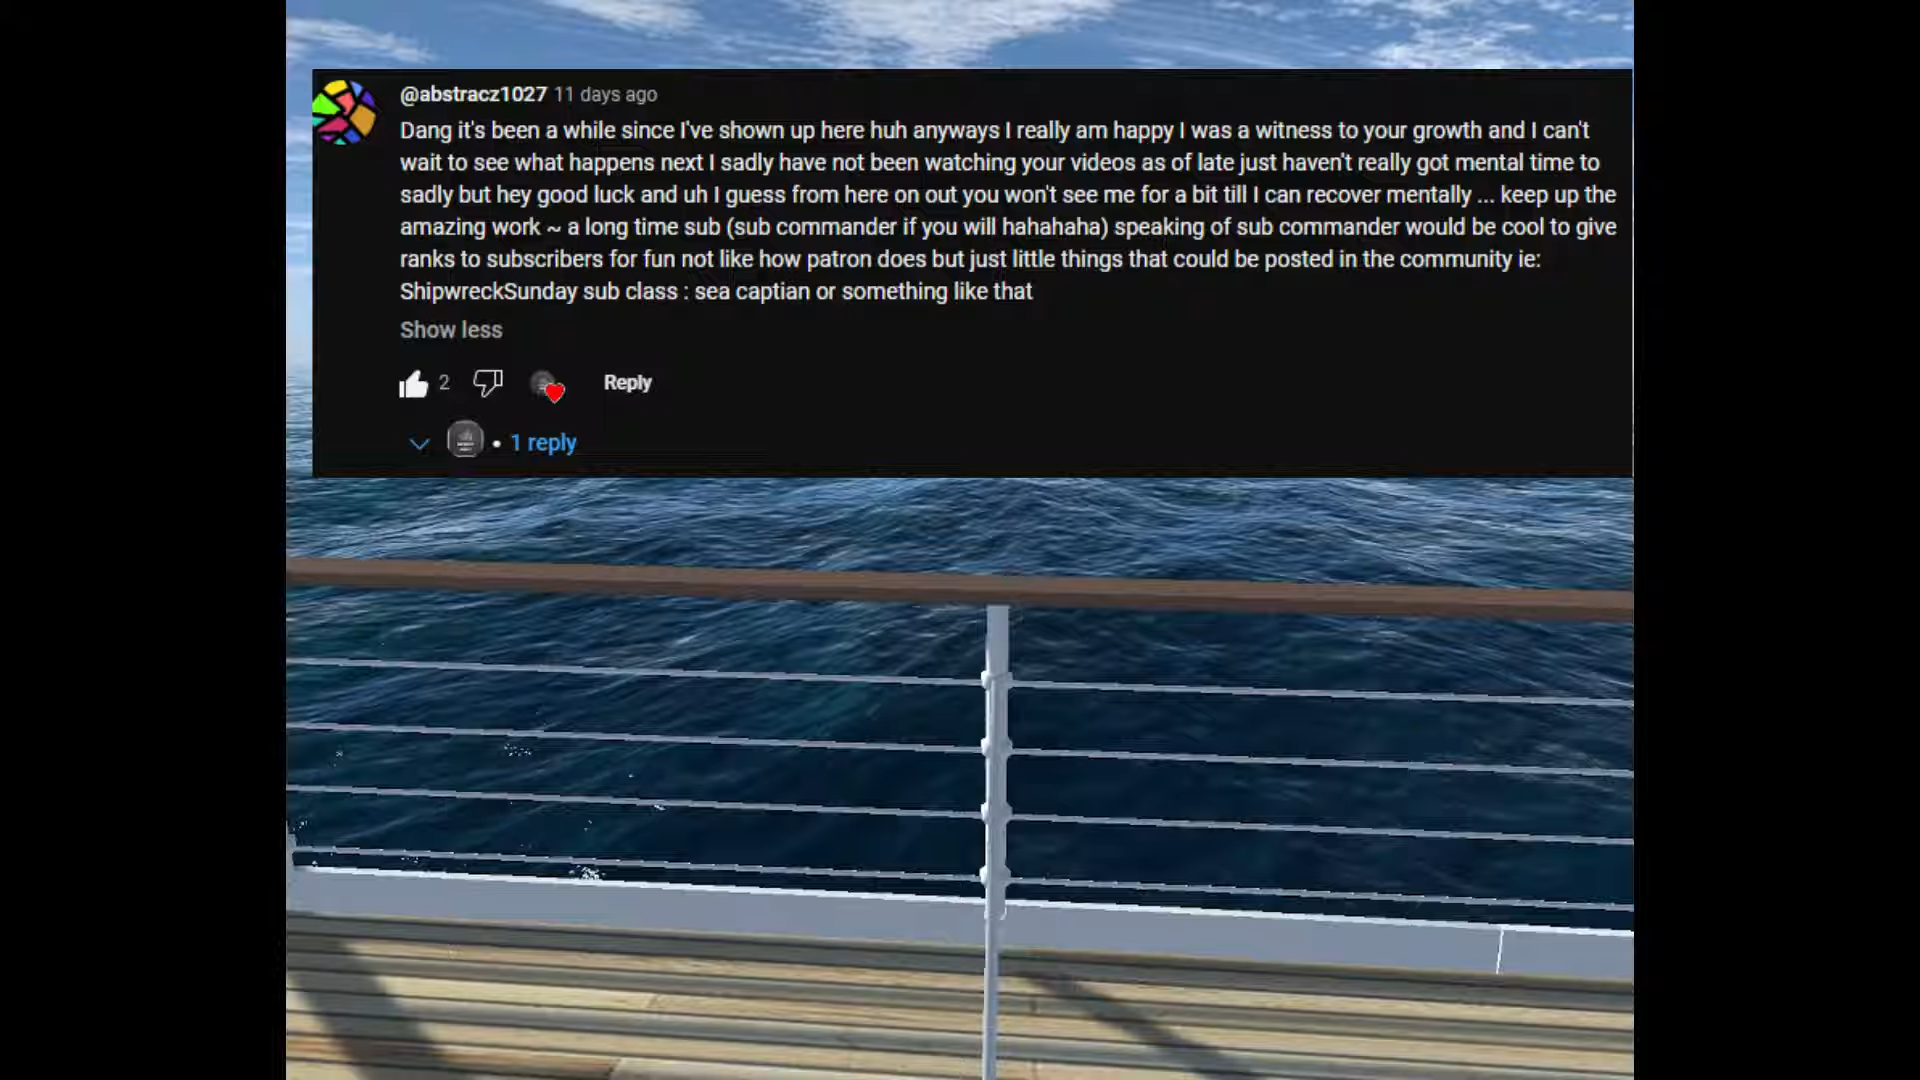 @abstracz1027 11 days ago
Dang it's been a while since I've shown up here huh anyways I really am happy I was a witness to your growth and I can't
wait to see what happens next I sadly have not been watching your videos as of late just haven't really got mental time to
sadly but hey good luck and uh I guess from here on out you won't see me for a bit till I can recover mentally ... keep up the
amazing work ~ a long time sub (sub commander if you will hahahaha) speaking of sub commander would be cool to give
ranks to subscribers for fun not like how patron does but just little things that could be posted in the community ie:
ShipwreckSunday sub class : sea captian or something like that
Show less
2 Reply
• 1 reply